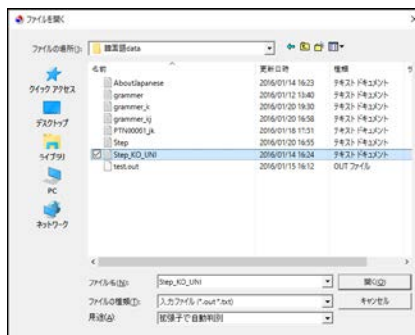 ファイルを開く
ファイルの場所(I): 韓国語data
名前 更新日時 種類
AboutJapanese 2016/01/14 16:23 テキスト ドキュメント
grammer 2016/01/12 13:40 テキスト ドキュメント
grammer_k 2016/01/20 19:30 テキスト ドキュメント
grammer_kj 2016/01/20 16:58 テキスト ドキュメント
PTN00001_jk 2016/01/18 17:51 テキスト ドキュメント
Step 2016/01/20 16:55 テキスト ドキュメント
Step_KO_UNI 2016/01/14 16:24 テキスト ドキュメント
test.out 2016/01/15 16:12 OUT ファイル
クイック アクセス
デスクトップ
ライブラリ
PC
ネットワーク
ファイル名(N): Step_KO_UNI 開く(O)
ファイルの種類(T): 入力ファイル (*.out *.txt) キャンセル
用途(A): 拡張子で自動判別